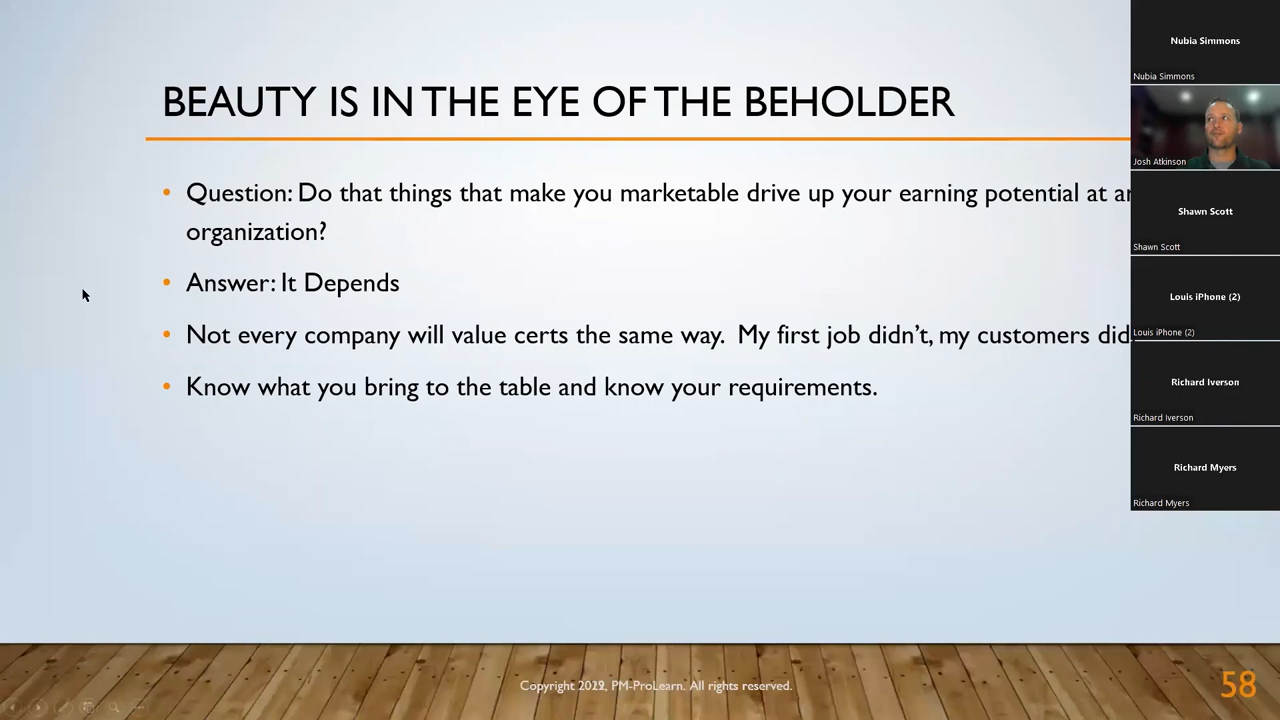 BEAUTY IS IN THE EYE OF THE BEHOLDER
• Question: Do that things that make you marketable drive up your earning potential at
organization?
• Answer: It Depends
• Not every company will value certs the same way. My first job didn't, my customers did.
• Know what you bring to the table and know your requirements.
Copyright PM-ProLearn. All rights reserved.
58
Nubia Simmons
Nubia Simmons
Josh Atkinson
Shawn Scott
Shawn Scott
Louis iPhone (2)
Louis iPhone (2)
Richard Iverson
Richard Iverson
Richard Myers
Richard Myers